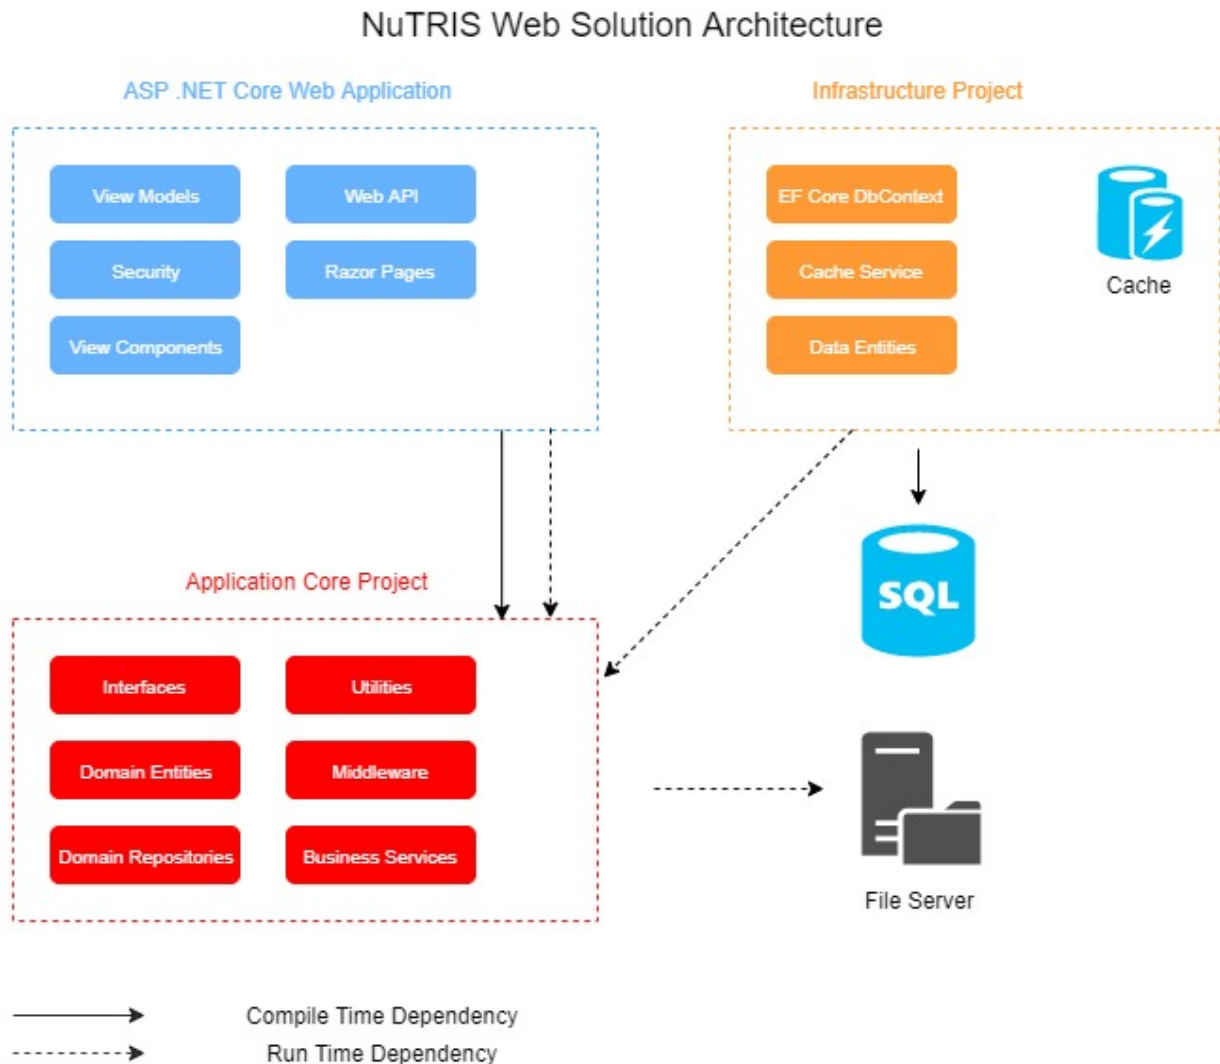 NuTRIS Web Solution Architecture
ASP .NET Core Web Application
Infrastructure Project
View Models
Web API
EF Core DbContext
Security
Razor Pages
Cache Service
Cache
View Components
Data Entities
SQL
Application Core Project
Interfaces
Utilities
Domain Entities
Middleware
Domain Repositories
Business Services
File Server
Compile Time Dependency
Run Time Dependency